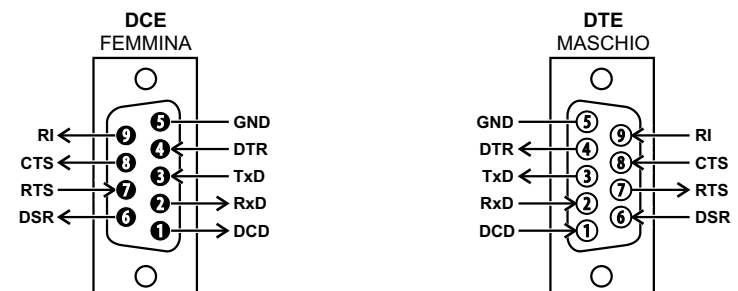 DCE
FEMMINA
5 GND
RI 9
4 DTR
CTS 8
3 TxD
RTS 7
2 RxD
DSR 6
1 DCD
DTE
MASCHIO
GND 5
9 RI
DTR 4
8 CTS
TxD 3
7 RTS
RxD 2
6 DSR
DCD 1